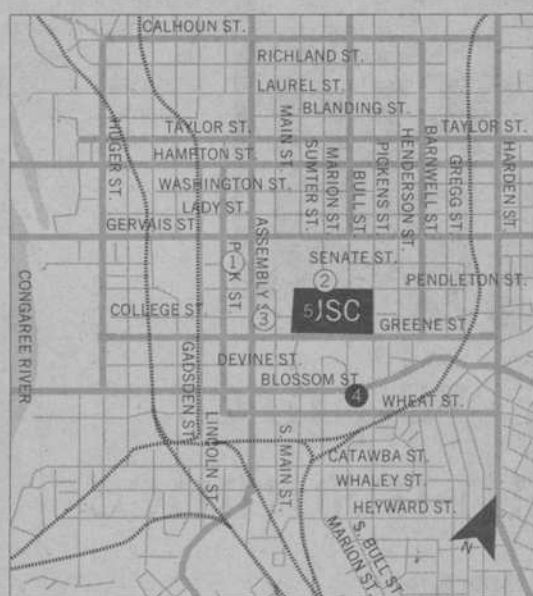 CALHOUN ST.
RICHLAND ST.
LAUREL ST.
BLANDING ST.
TAYLOR ST.
TAYLOR ST.
HAMPTON ST.
WASHINGTON ST.
LADY ST.
GERVAIS ST.
HUGER ST.
MAIN ST.
SUMTER ST.
MARION ST.
BULL ST.
PICKENS ST.
HENDERSON ST.
BARNWELL ST.
GREGG ST.
HARDEN ST.
ASSEMBLY
SENATE ST.
PENDLETON ST.
1
P K ST.
2
3
5
USC
COLLEGE ST.
GREENE ST.
CONGAREE RIVER
GADSDEN ST.
DEVINE ST.
BLOSSOM ST.
4
WHEAT ST.
LINCOLN ST.
S. MAIN ST.
CATAWBA ST.
WHALEY ST.
HEYWARD ST.
S. BULL ST.
MARION ST.
N